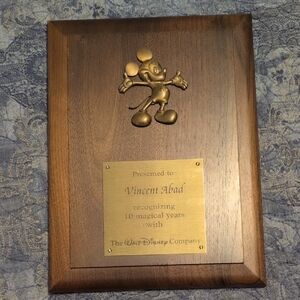 Presented to
Vincent Abad
recognizing
10 magical years
with
The Walt Disney Company